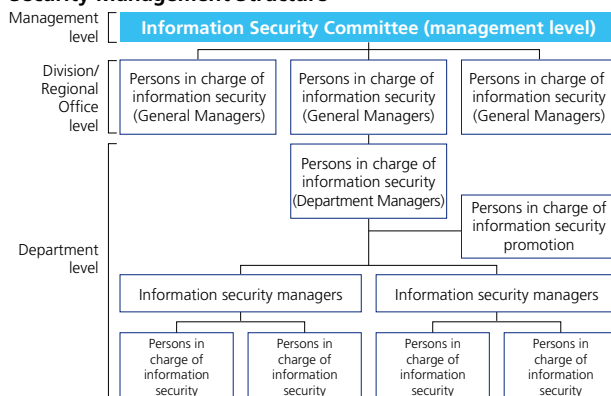 Security Management Structure
Management
level
Information Security Committee (management level)
Division/
Regional
Office
level
Persons in charge of
information security
(General Managers)
Persons in charge of
information security
(General Managers)
Persons in charge of
information security
(General Managers)
Persons in charge of
information security
(Department Managers)
Persons in charge of
information security
promotion
Department
level
Information security managers
Information security managers
Persons in
charge of
information
security
Persons in
charge of
information
security
Persons in
charge of
information
security
Persons in
charge of
information
security